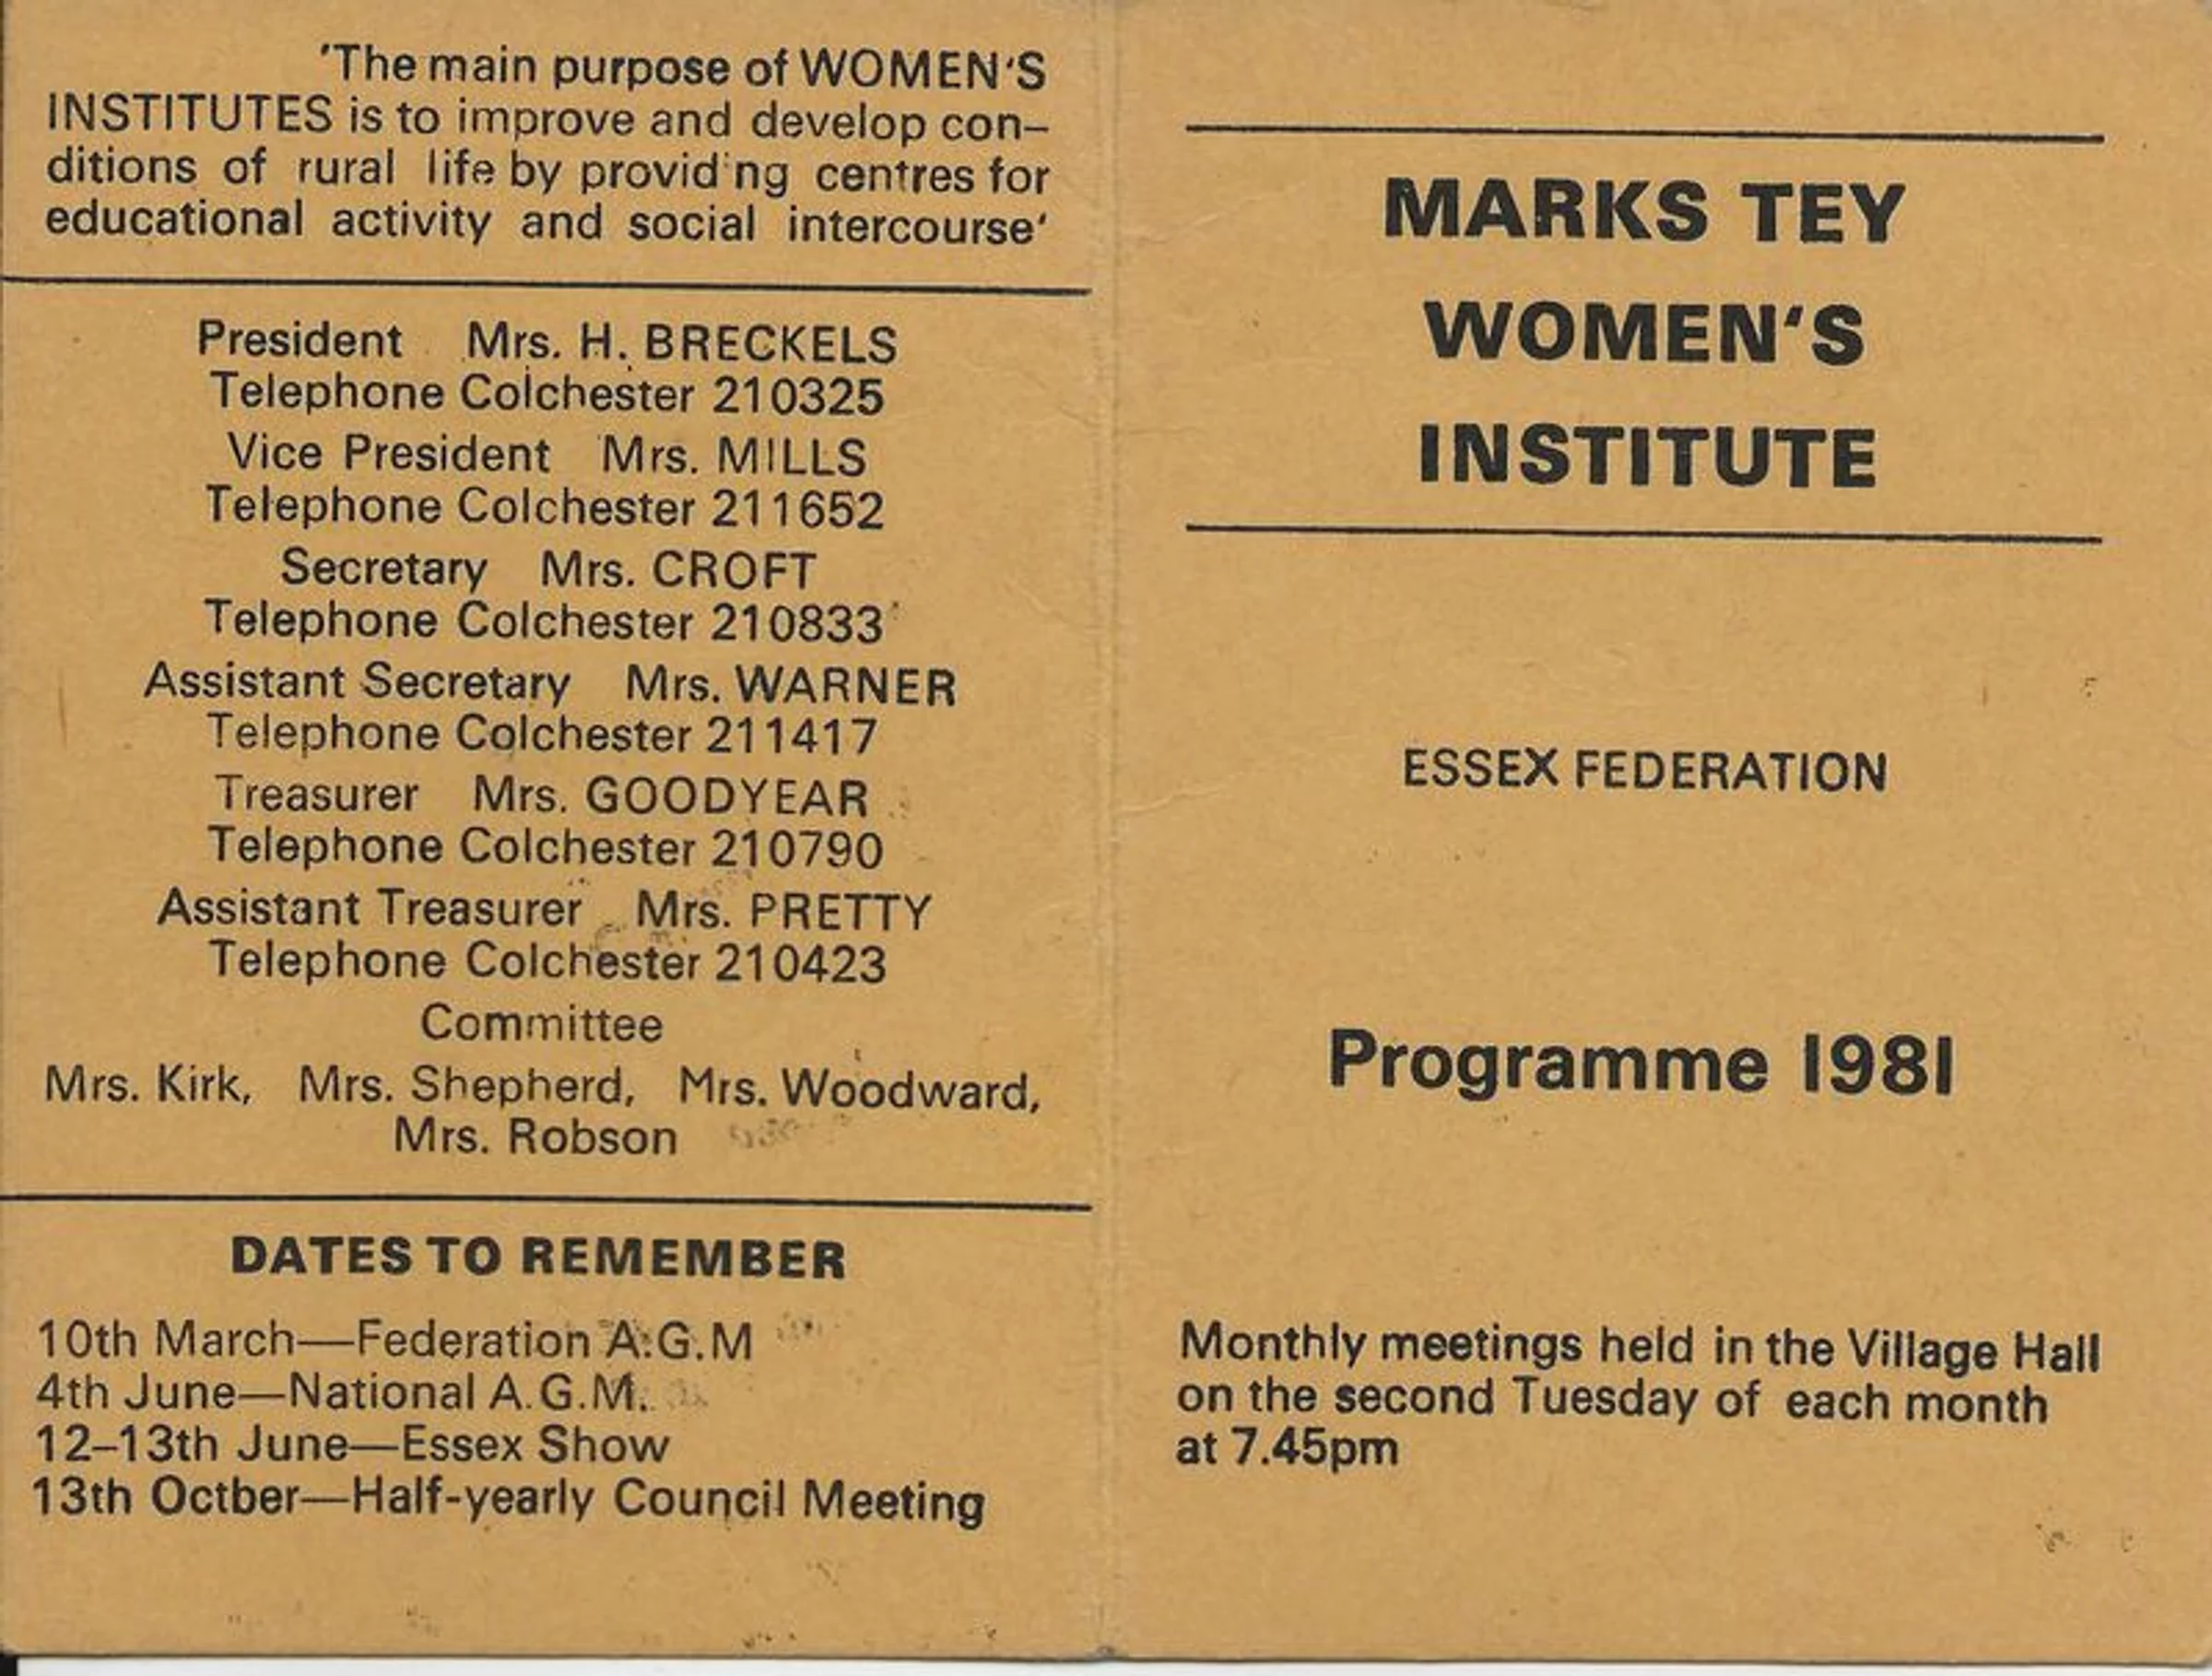 'The main purpose of WOMEN'S
INSTITUTES is to improve and develop con–
ditions of rural life by providing centres for
educational activity and social intercourse'
President Mrs. H. BRECKELS
Telephone Colchester 210325
Vice President Mrs. MILLS
Telephone Colchester 211652
Secretary Mrs. CROFT
Telephone Colchester 210833
Assistant Secretary Mrs. WARNER
Telephone Colchester 211417
Treasurer Mrs. GOODYEAR
Telephone Colchester 210790
Assistant Treasurer Mrs. PRETTY
Telephone Colchester 210423
Committee
Mrs. Kirk, Mrs. Shepherd, Mrs. Woodward,
Mrs. Robson
DATES TO REMEMBER
10th March—Federation A.G.M
4th June—National A.G.M.
12–13th June—Essex Show
13th Octber—Half-yearly Council Meeting
MARKS TEY
WOMEN'S
INSTITUTE
ESSEX FEDERATION
Programme 1981
Monthly meetings held in the Village Hall
on the second Tuesday of each month
at 7.45pm